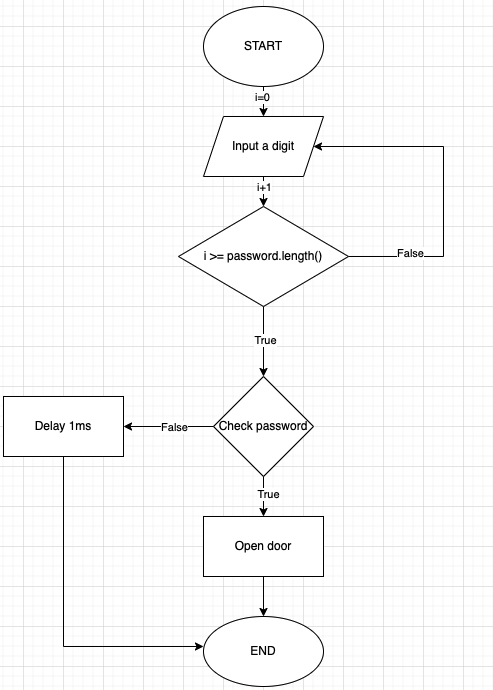 START
i=0
Input a digit
i+1
i >= password.length()
False
True
Check password
False
Delay 1ms
True
Open door
END